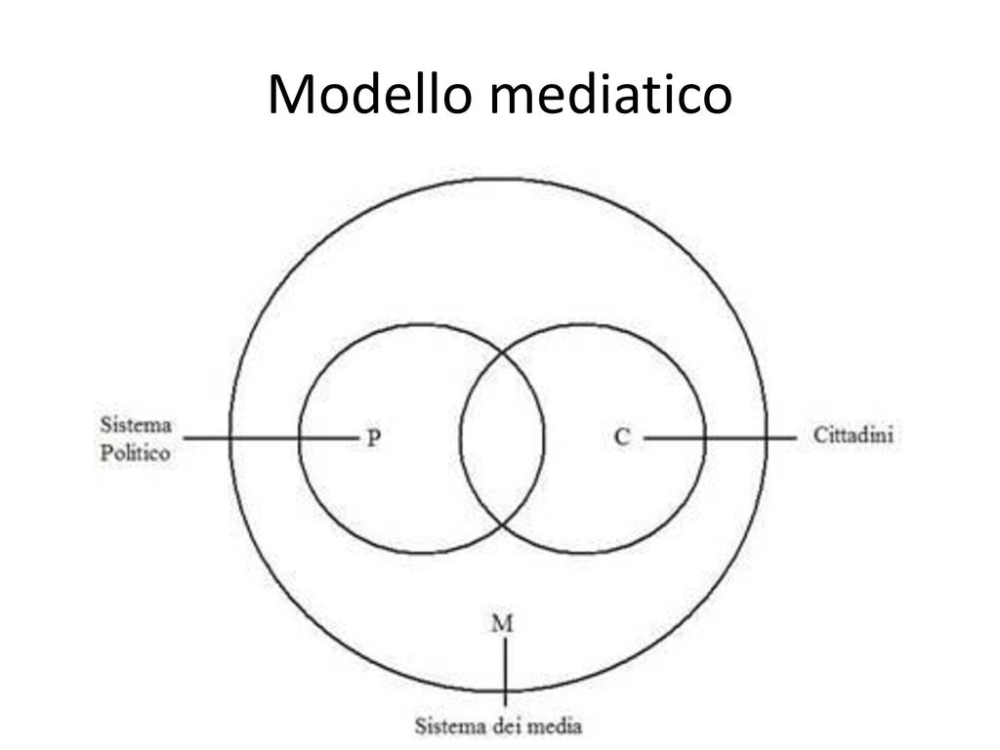 Modello mediatico
Sistema
Politico
P
C
Cittadini
M
Sistema dei media